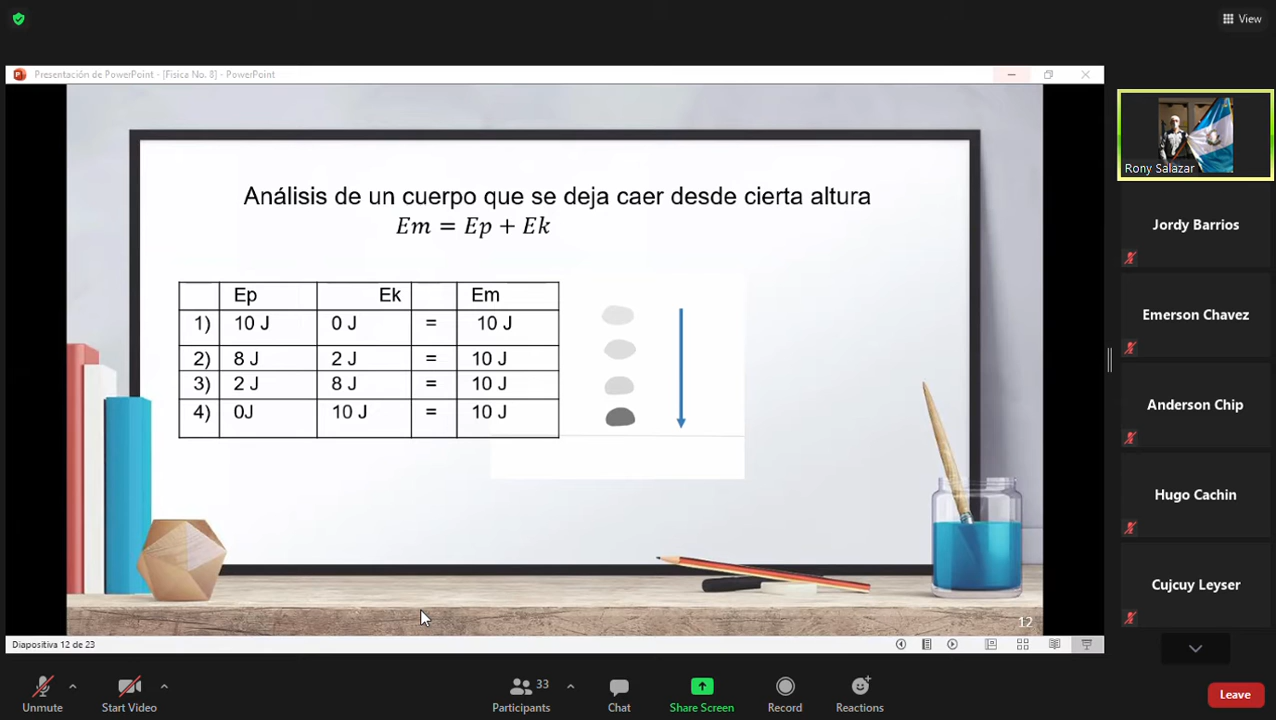 View
Presentación de PowerPoint - [Física No. 8] - PowerPoint
Análisis de un cuerpo que se deja caer desde cierta altura
Em = Ep + Ek
Ep Ek Em
1) 10 J 0 J = 10 J
2) 8 J 2 J = 10 J
3) 2 J 8 J = 10 J
4) 0J 10 J = 10 J
12
Diapositiva 12 de 23
Rony Salazar
Jordy Barrios
Emerson Chavez
Anderson Chip
Hugo Cachin
Cujcuy Leyser
Unmute
Start Video
33
Participants
Chat
Share Screen
Record
Reactions
Leave